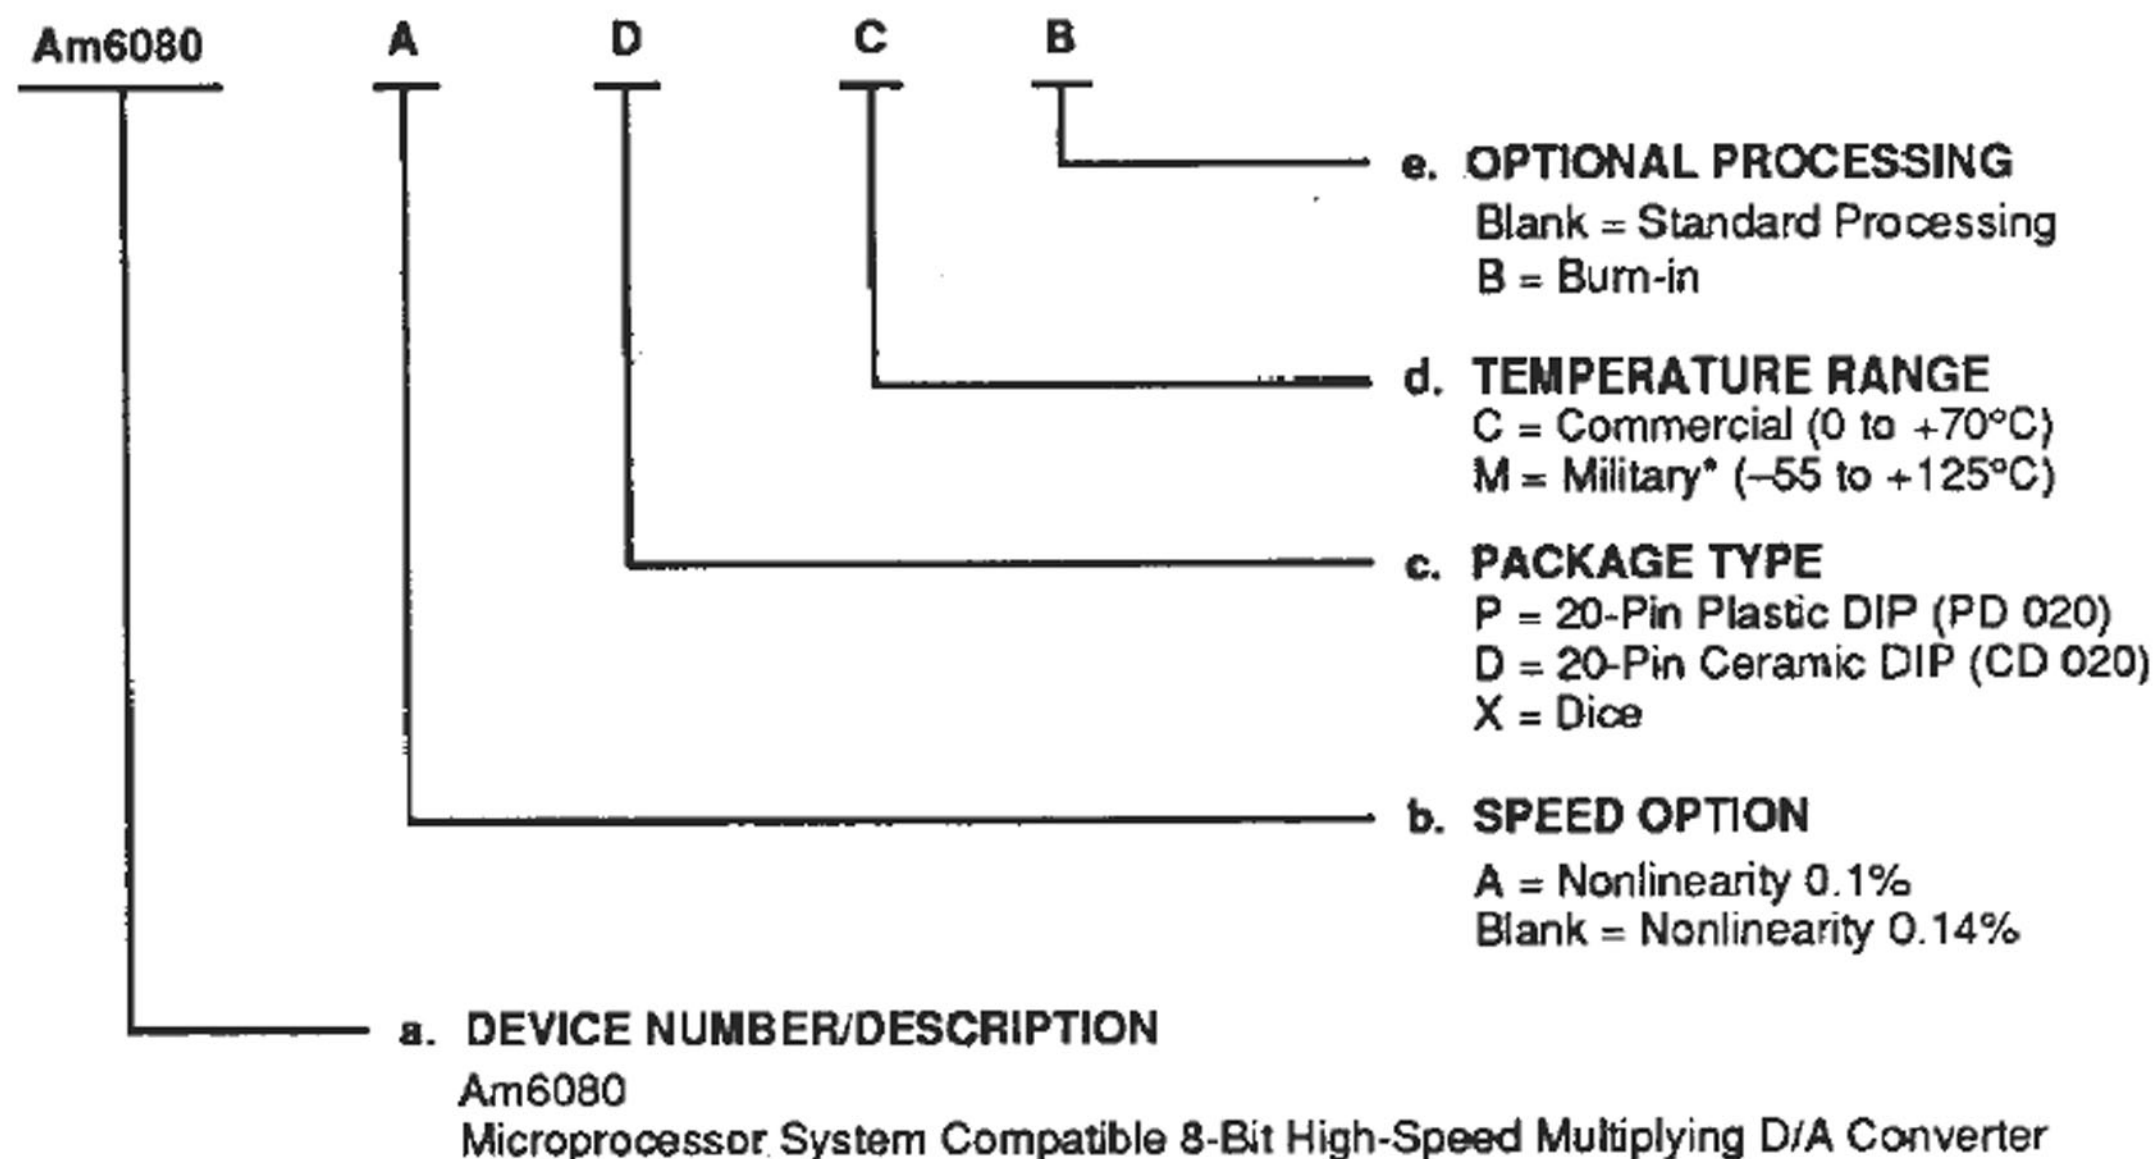 Am6080 A D C B
e. OPTIONAL PROCESSING
Blank = Standard Processing
B = Burn-in
d. TEMPERATURE RANGE
C = Commercial (0 to +70°C)
M = Military* (–55 to +125°C)
c. PACKAGE TYPE
P = 20-Pin Plastic DIP (PD 020)
D = 20-Pin Ceramic DIP (CD 020)
X = Dice
b. SPEED OPTION
A = Nonlinearity 0.1%
Blank = Nonlinearity 0.14%
a. DEVICE NUMBER/DESCRIPTION
Am6080
Microprocessor System Compatible 8-Bit High-Speed Multiplying D/A Converter